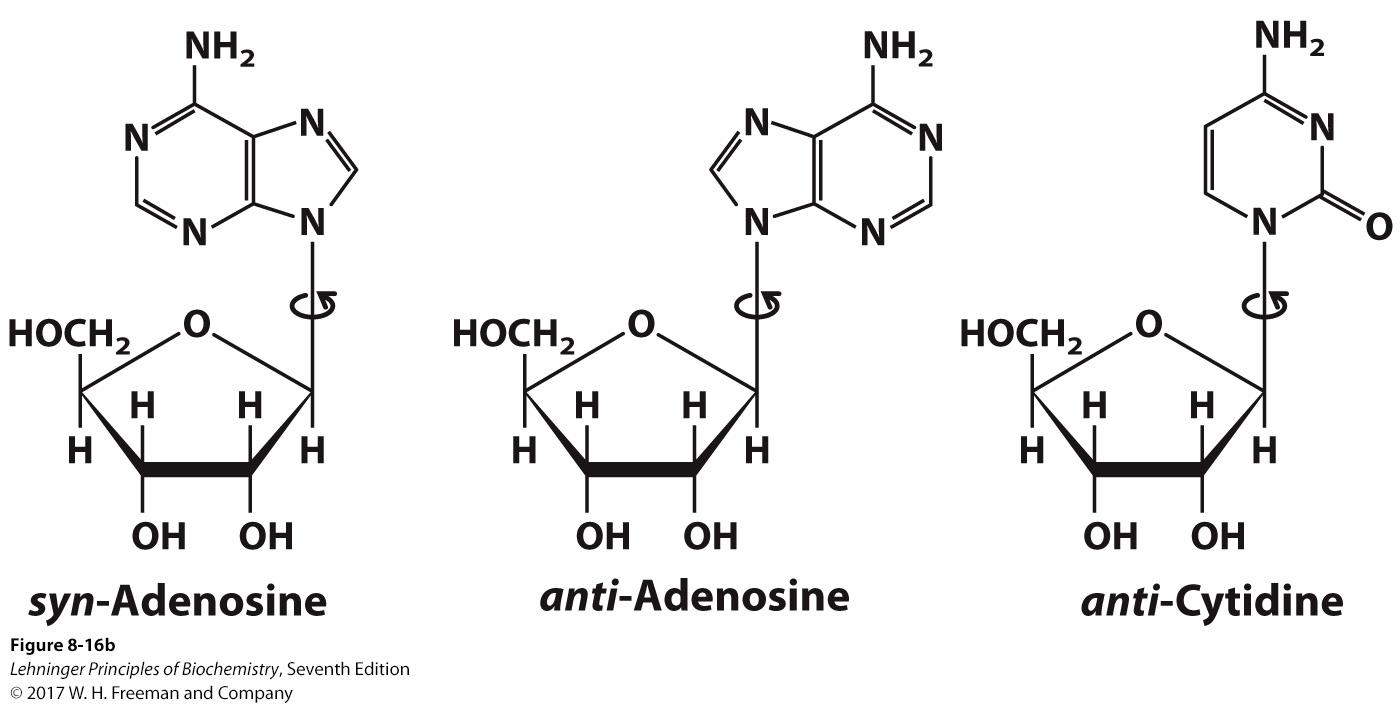 NH2 NH2 NH2
N N N N N
N N N N N O
HOCH2 O HOCH2 O HOCH2 O
H H H H H H
H H H H H H
OH OH OH OH OH OH
syn-Adenosine anti-Adenosine anti-Cytidine
Figure 8-16b
Lehninger Principles of Biochemistry, Seventh Edition
© 2017 W. H. Freeman and Company